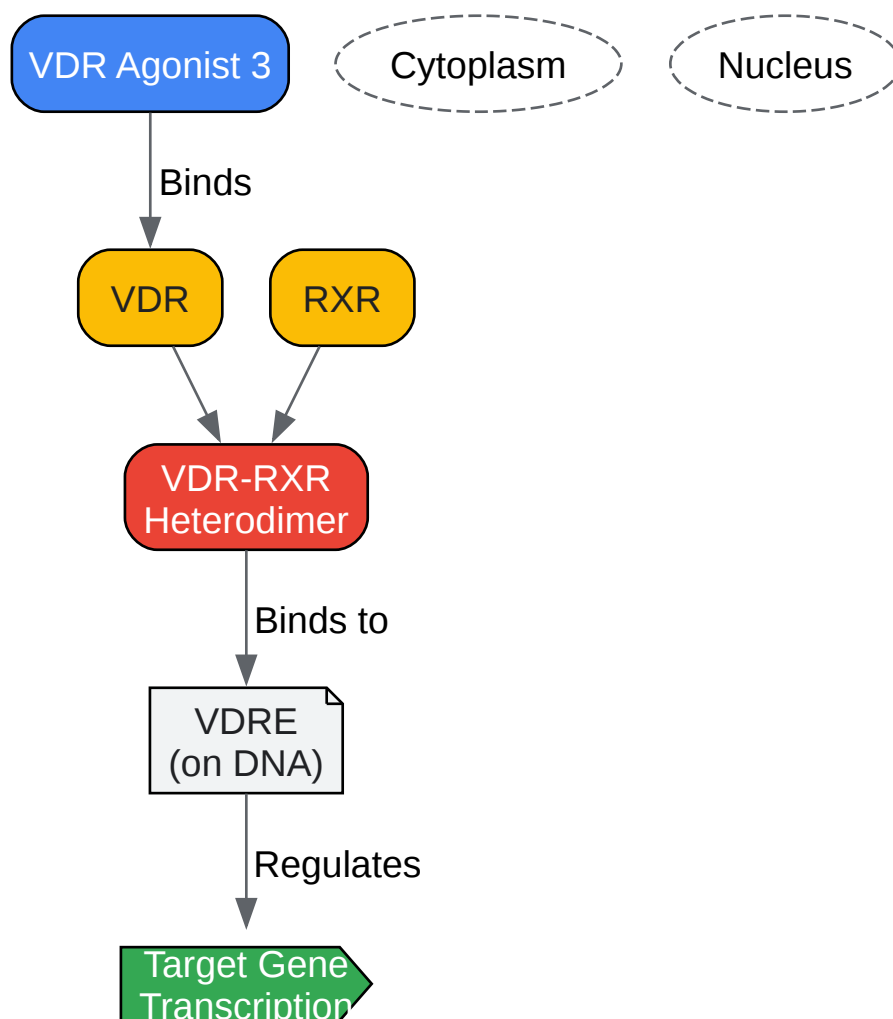 VDR Agonist 3
Cytoplasm
Nucleus
Binds
VDR
RXR
VDR-RXR
Heterodimer
Binds to
VDRE
(on DNA)
Regulates
Target Gene
Transcription